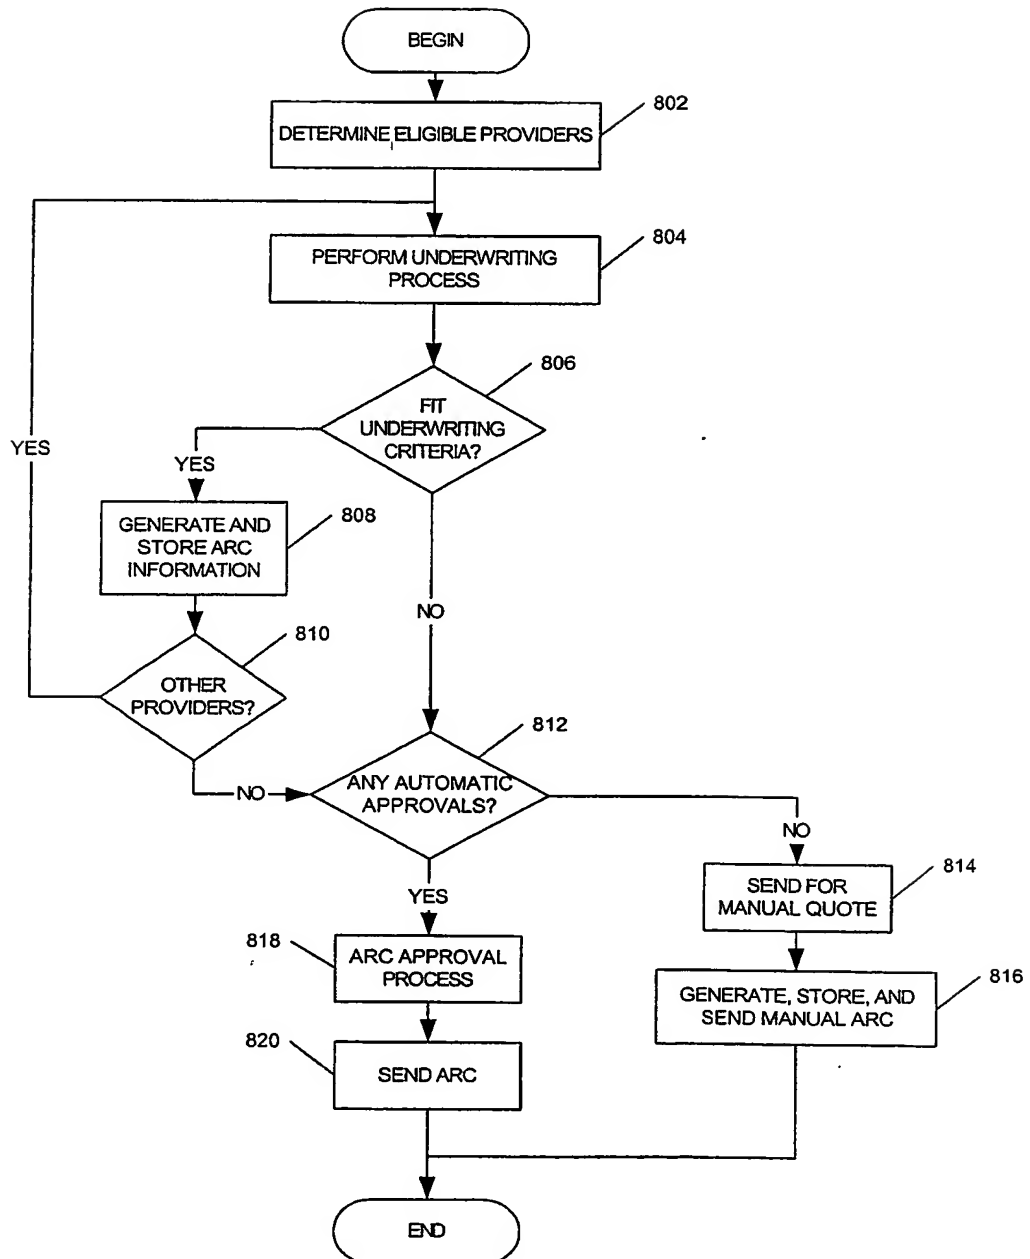 BEGIN
802
DETERMINE ELIGIBLE PROVIDERS
804
PERFORM UNDERWRITING
PROCESS
806
FIT
UNDERWRITING
CRITERIA?
YES
YES
808
GENERATE AND
STORE ARC
INFORMATION
NO
810
OTHER
PROVIDERS?
812
ANY AUTOMATIC
APPROVALS?
NO
NO
YES
814
SEND FOR
MANUAL QUOTE
818
ARC APPROVAL
PROCESS
816
GENERATE, STORE, AND
SEND MANUAL ARC
820
SEND ARC
END